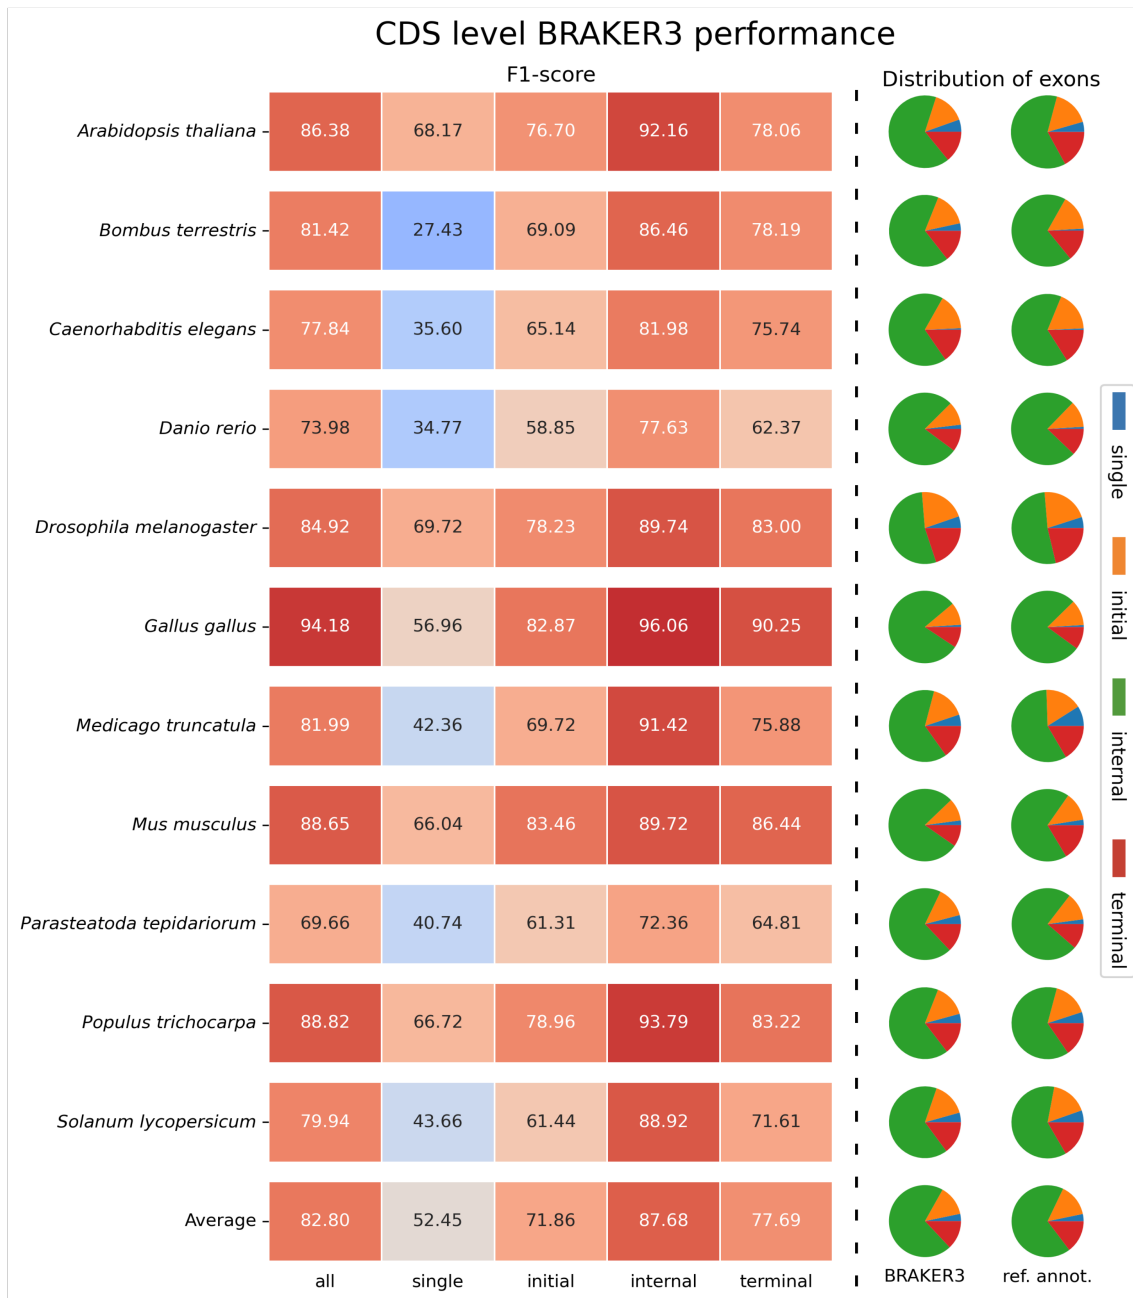 CDS level BRAKER3 performance
F1-score
Distribution of exons
Arabidopsis thaliana 86.38 68.17 76.70 92.16 78.06
Bombus terrestris 81.42 27.43 69.09 86.46 78.19
Caenorhabditis elegans 77.84 35.60 65.14 81.98 75.74
Danio rerio 73.98 34.77 58.85 77.63 62.37
Drosophila melanogaster 84.92 69.72 78.23 89.74 83.00
Gallus gallus 94.18 56.96 82.87 96.06 90.25
Medicago truncatula 81.99 42.36 69.72 91.42 75.88
Mus musculus 88.65 66.04 83.46 89.72 86.44
Parasteatoda tepidariorum 69.66 40.74 61.31 72.36 64.81
Populus trichocarpa 88.82 66.72 78.96 93.79 83.22
Solanum lycopersicum 79.94 43.66 61.44 88.92 71.61
Average 82.80 52.45 71.86 87.68 77.69
all single initial internal terminal
BRAKER3 ref. annot.
single initial internal terminal